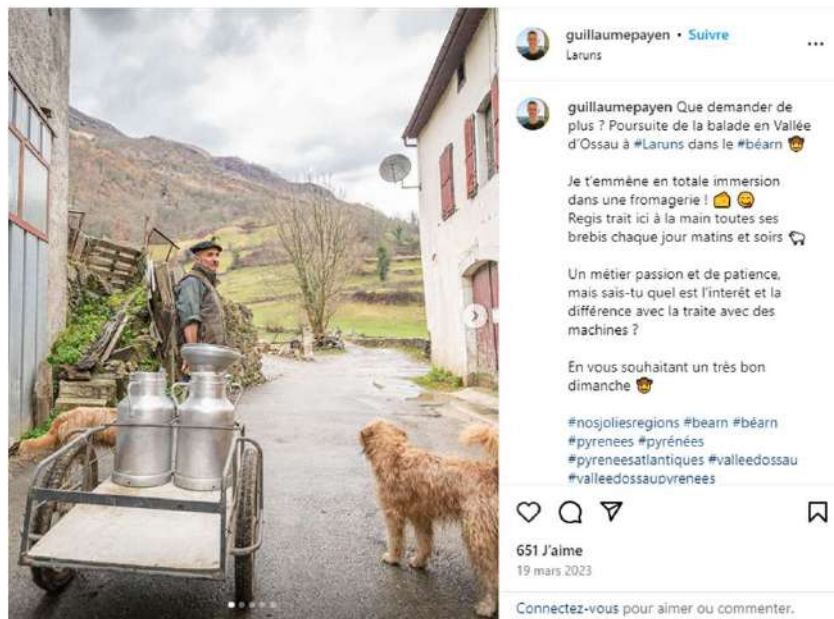 guillaumepayen • Suivre
Laruns
guillaumepayen Que demander de
plus ? Poursuite de la balade en Vallée
d'Ossau à #Laruns dans le #béarn 🤠
Je t'emmène en totale immersion
dans une fromagerie ! 🧀 😋
Regis trait ici à la main toutes ses
brebis chaque jour matins et soirs 🐑
Un métier passion et de patience,
mais sais-tu quel est l'interêt et la
différence avec la traite avec des
machines ?
En vous souhaitant un très bon
dimanche 🤠
#nosjoliesregions #bearn #béarn
#pyrenees #pyrénées
#pyreneesatlantiques #valleedossau
#valleedossaupyrenees
651 J'aime
19 mars 2023
Connectez-vous pour aimer ou commenter.